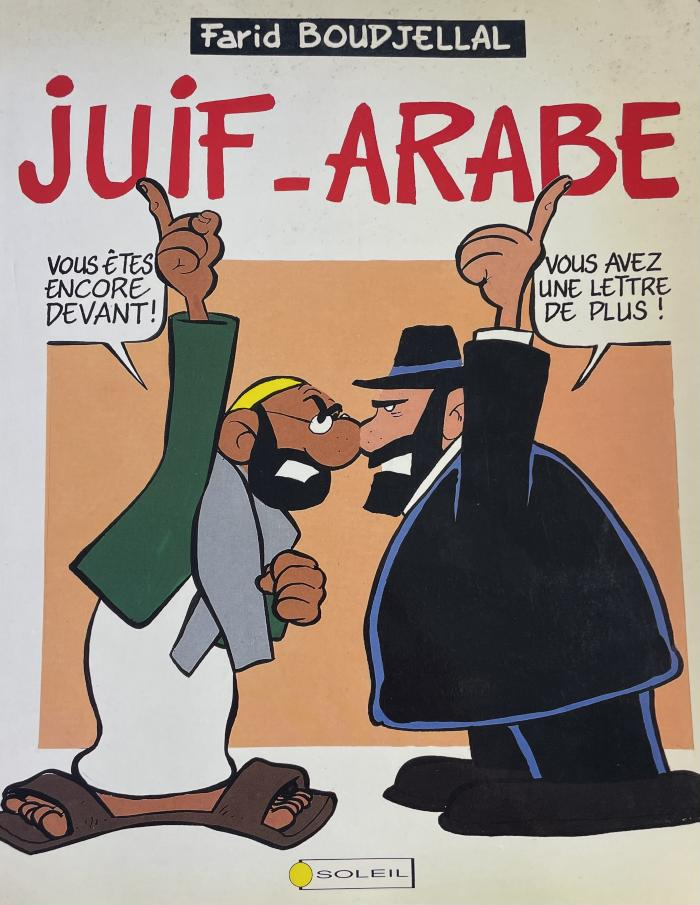 Farid BOUDJELLAL
JUIF - ARABE
VOUS ÊTES
ENCORE
DEVANT!
VOUS AVEZ
UNE LETTRE
DE PLUS !
SOLEIL